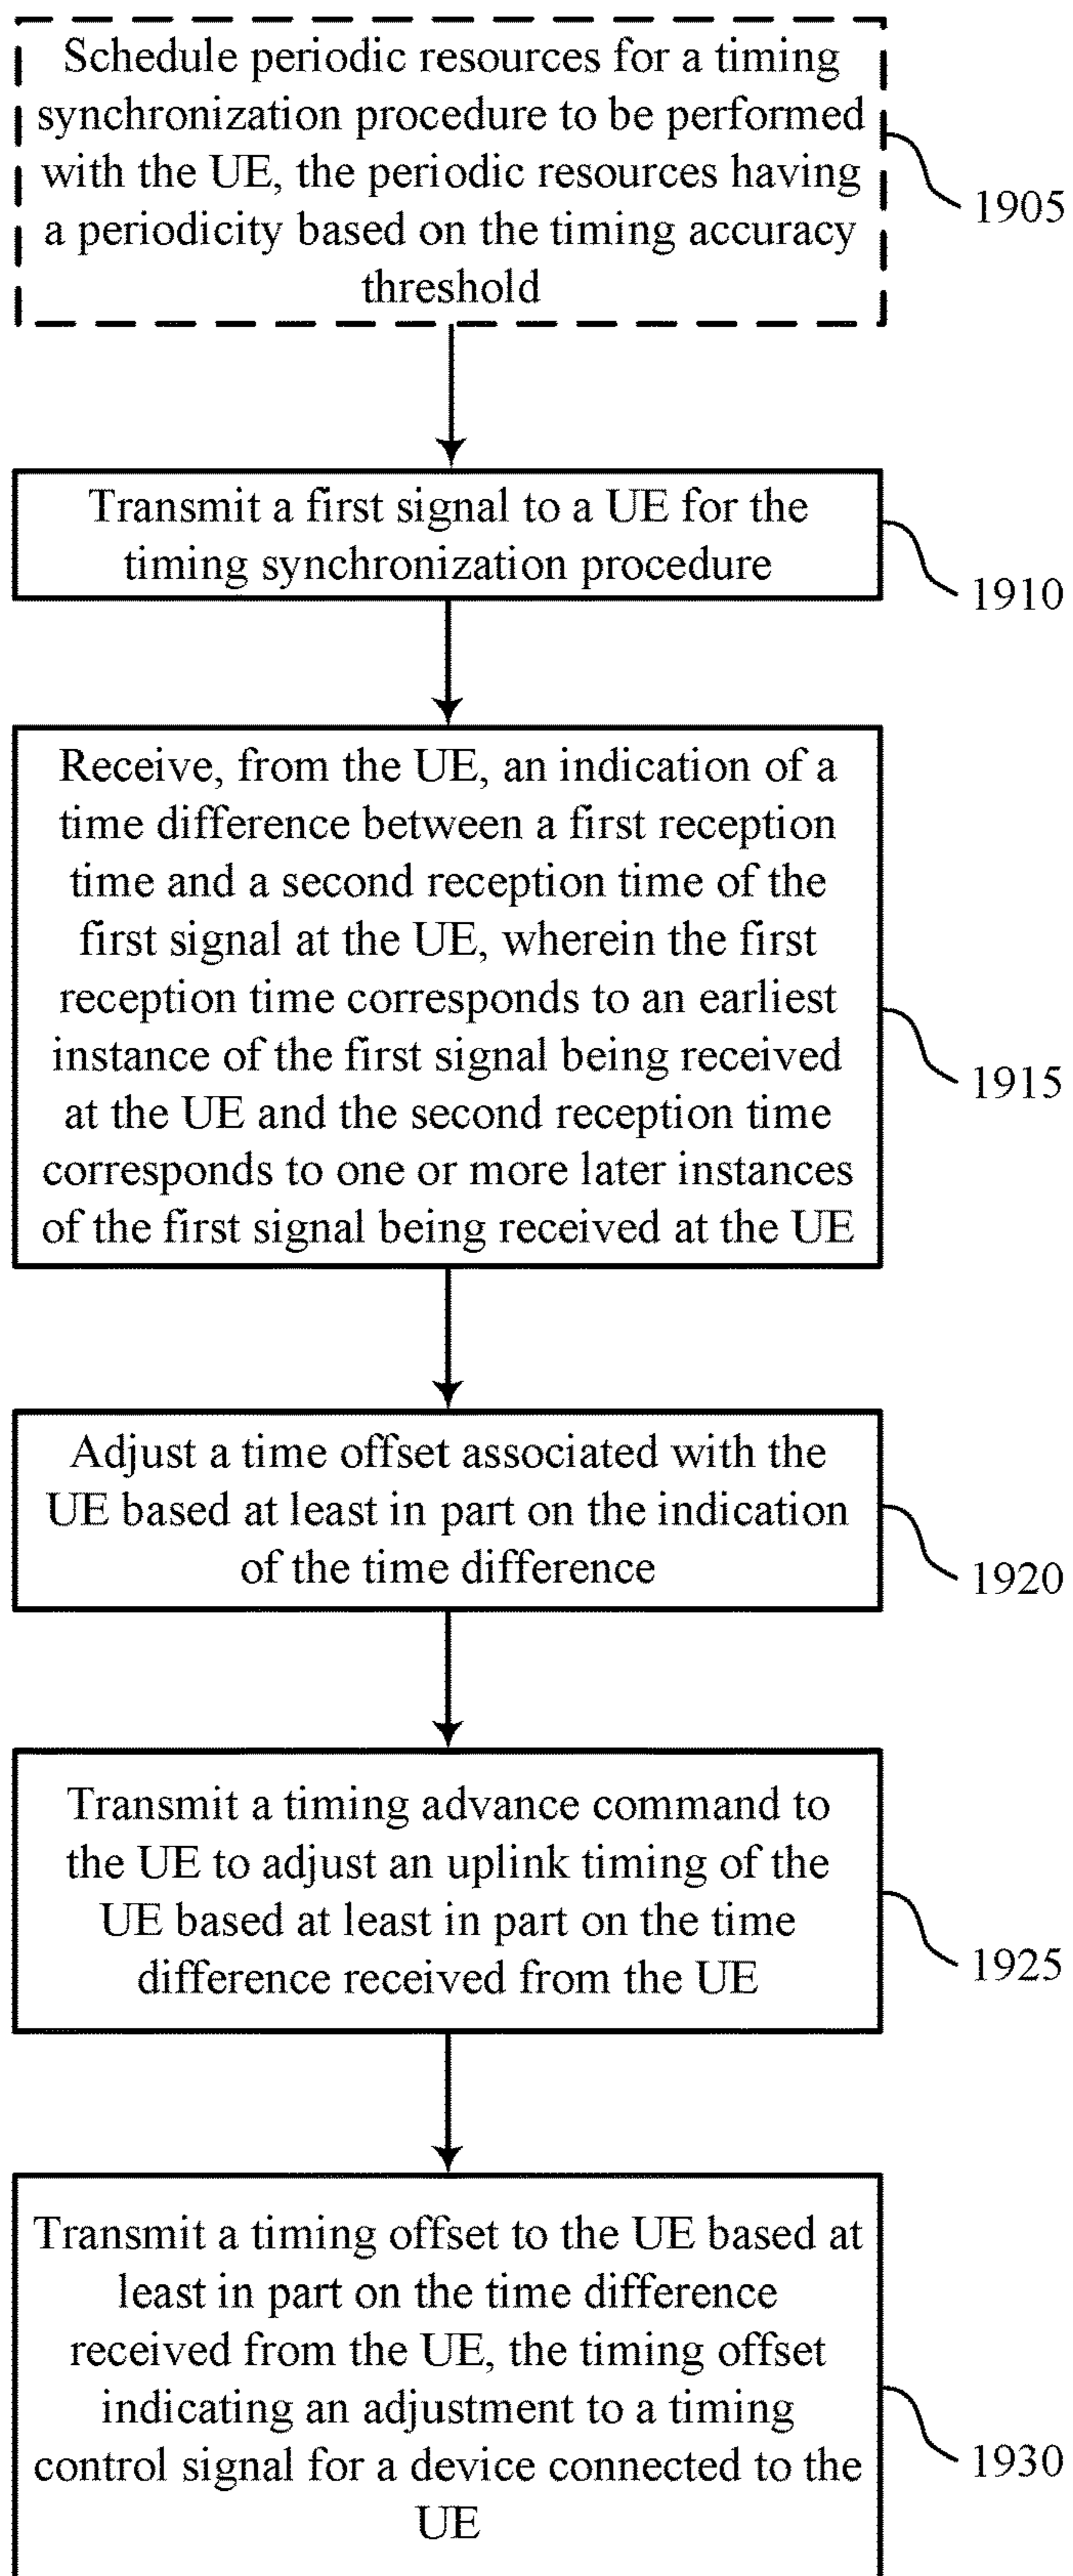 Schedule periodic resources for a timing
synchronization procedure to be performed
with the UE, the periodic resources having
a periodicity based on the timing accuracy
threshold
1905
Transmit a first signal to a UE for the
timing synchronization procedure
1910
Receive, from the UE, an indication of a
time difference between a first reception
time and a second reception time of the
first signal at the UE, wherein the first
reception time corresponds to an earliest
instance of the first signal being received
at the UE and the second reception time
corresponds to one or more later instances
of the first signal being received at the UE
1915
Adjust a time offset associated with the
UE based at least in part on the indication
of the time difference
1920
Transmit a timing advance command to
the UE to adjust an uplink timing of the
UE based at least in part on the time
difference received from the UE
1925
Transmit a timing offset to the UE based at
least in part on the time difference
received from the UE, the timing offset
indicating an adjustment to a timing
control signal for a device connected to the
UE
1930